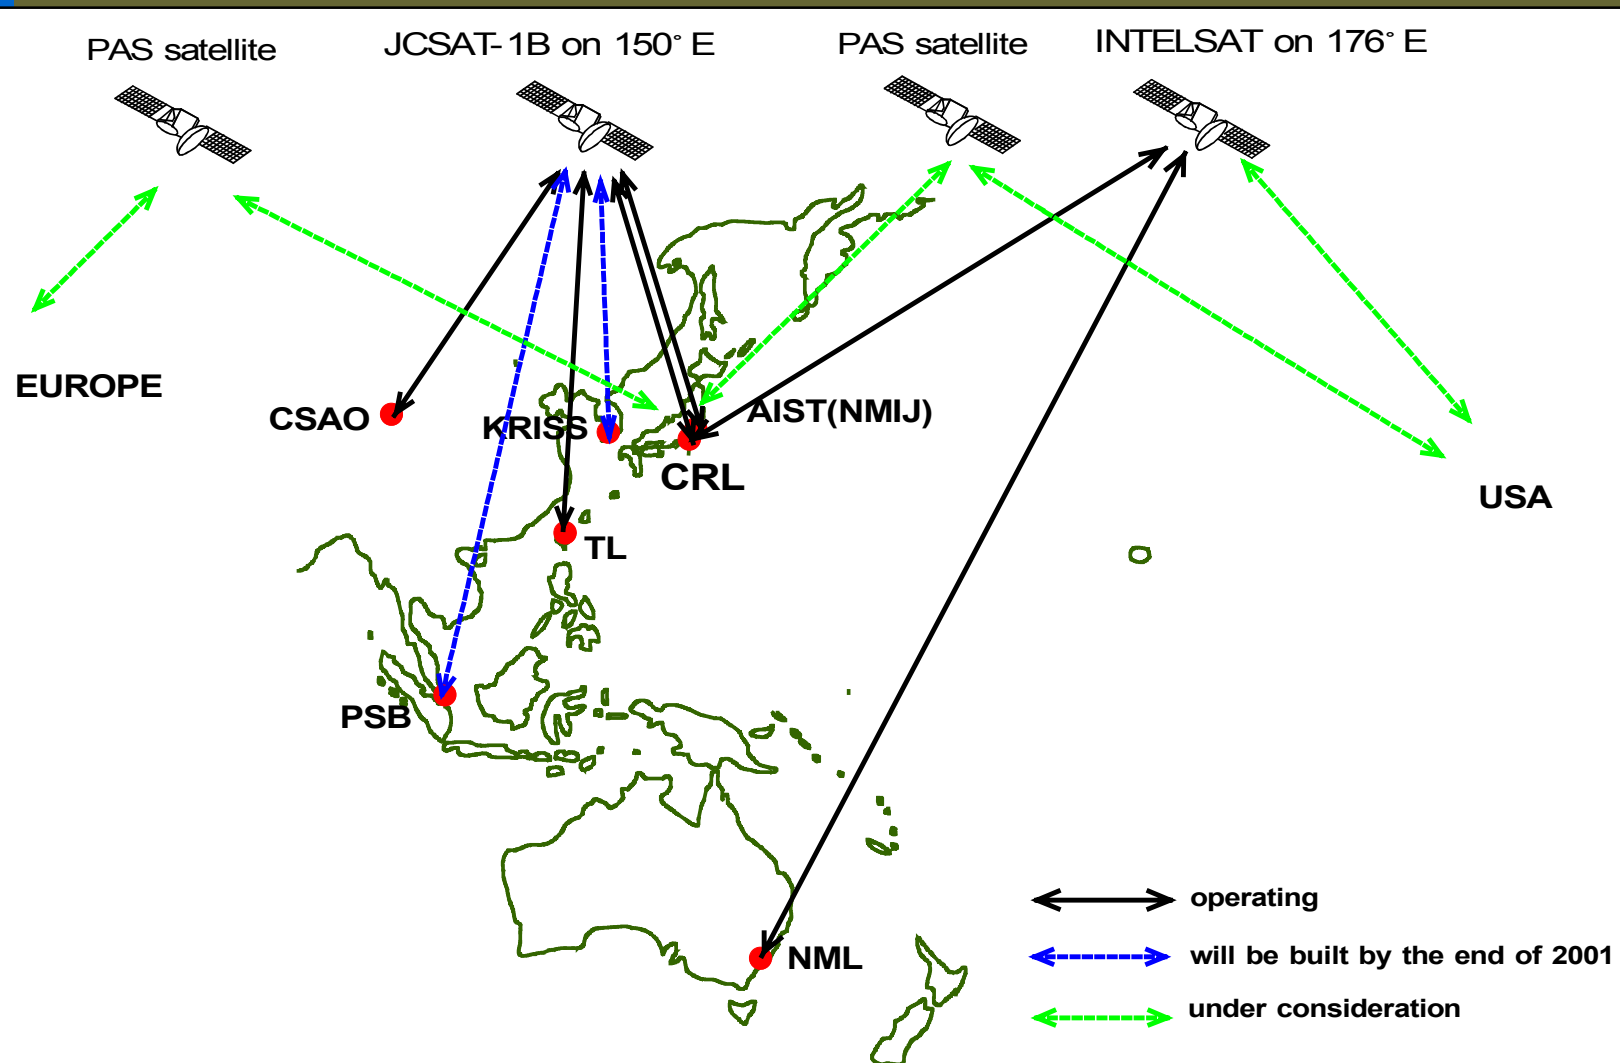 PAS satellite
JCSAT-1B on 150° E
PAS satellite
INTELSAT on 176° E
EUROPE
CSAO
KRISS
AIST(NMIJ)
CRL
USA
TL
PSB
NML
operating
will be built by the end of 2001
under consideration